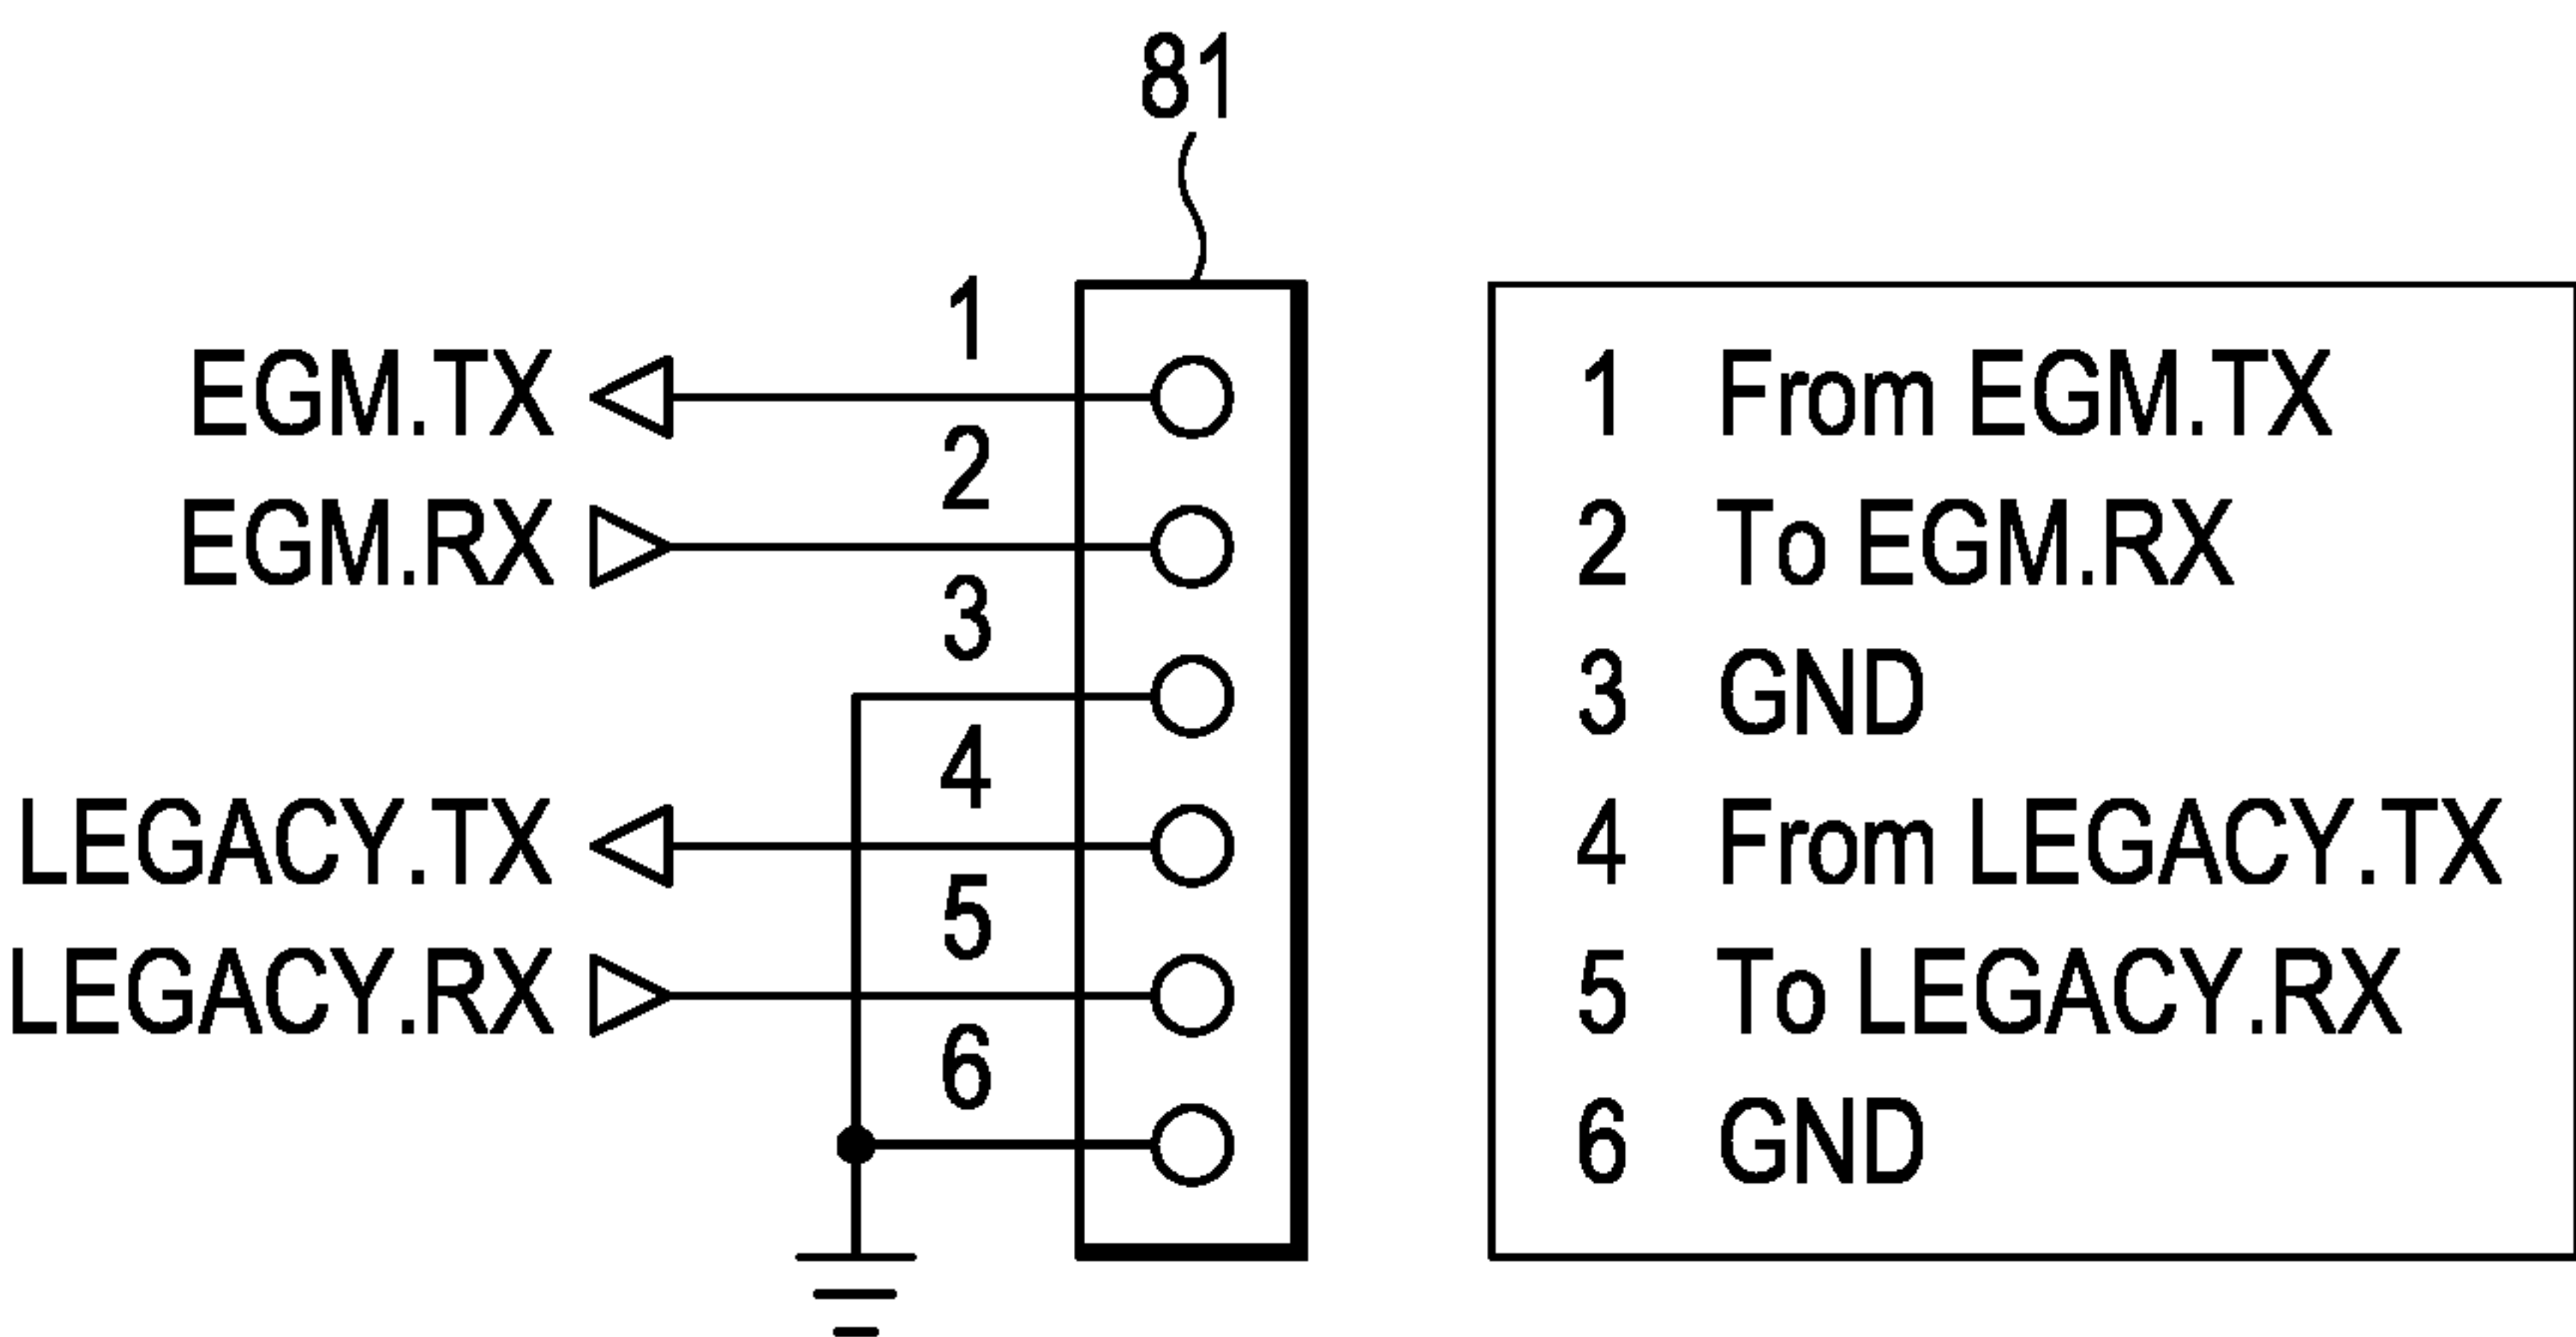 81
1
EGM.TX
2
EGM.RX
3
4
LEGACY.TX
5
LEGACY.RX
6
1 From EGM.TX
2 To EGM.RX
3 GND
4 From LEGACY.TX
5 To LEGACY.RX
6 GND